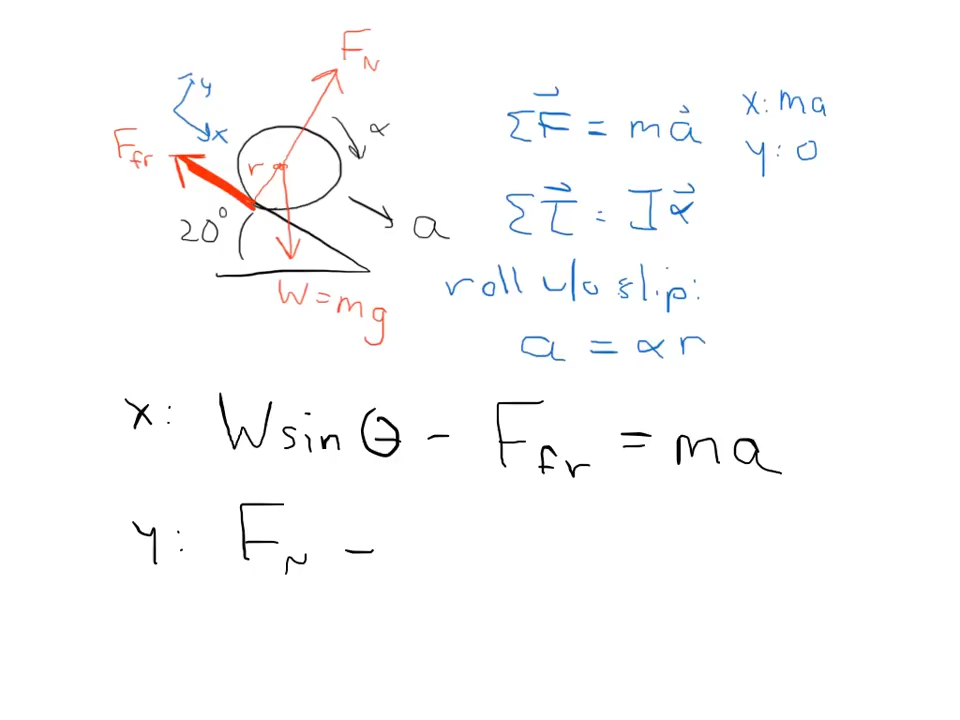 F_N
y
x
α
F_fr
r
20°
a
W = mg
ΣF⃗ = ma⃗
x: ma
y: 0
Στ⃗ = Iα⃗
roll w/o slip:
a = αr
x: W sin θ - F_fr = ma
y: F_N -